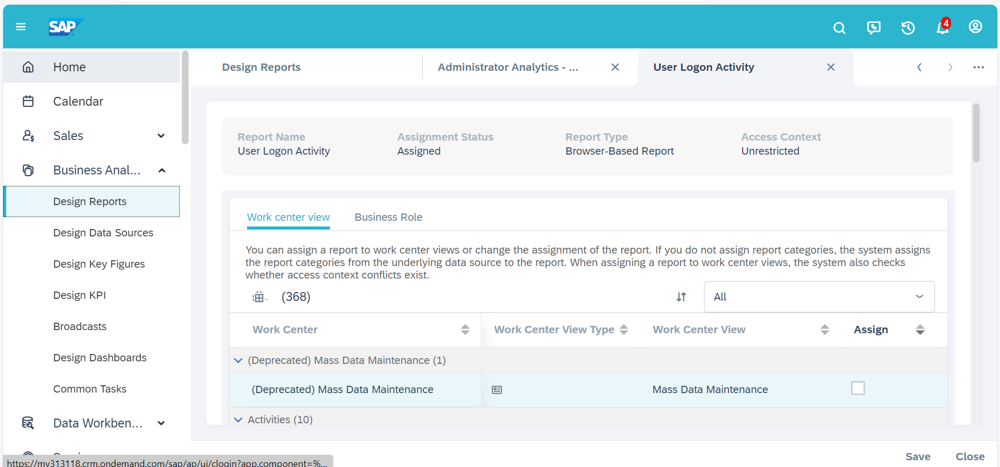 SAP
4
Home
Calendar
Sales
Business Anal...
Design Reports
Design Data Sources
Design Key Figures
Design KPI
Broadcasts
Design Dashboards
Common Tasks
Data Workben...
Design Reports
Administrator Analytics - ...
User Logon Activity
Report Name
User Logon Activity
Assignment Status
Assigned
Report Type
Browser-Based Report
Access Context
Unrestricted
Work center view
Business Role
You can assign a report to work center views or change the assignment of the report. If you do not assign report categories, the system assigns
the report categories from the underlying data source to the report. When assigning a report to work center views, the system also checks
whether access context conflicts exist.
(368)
All
Work Center
Work Center View Type
Work Center View
Assign
(Deprecated) Mass Data Maintenance (1)
(Deprecated) Mass Data Maintenance
Mass Data Maintenance
Activities (10)
Save
Close
https://my313118.crm.ondemand.com/sap/ap/ui/clogin?app.component=%...